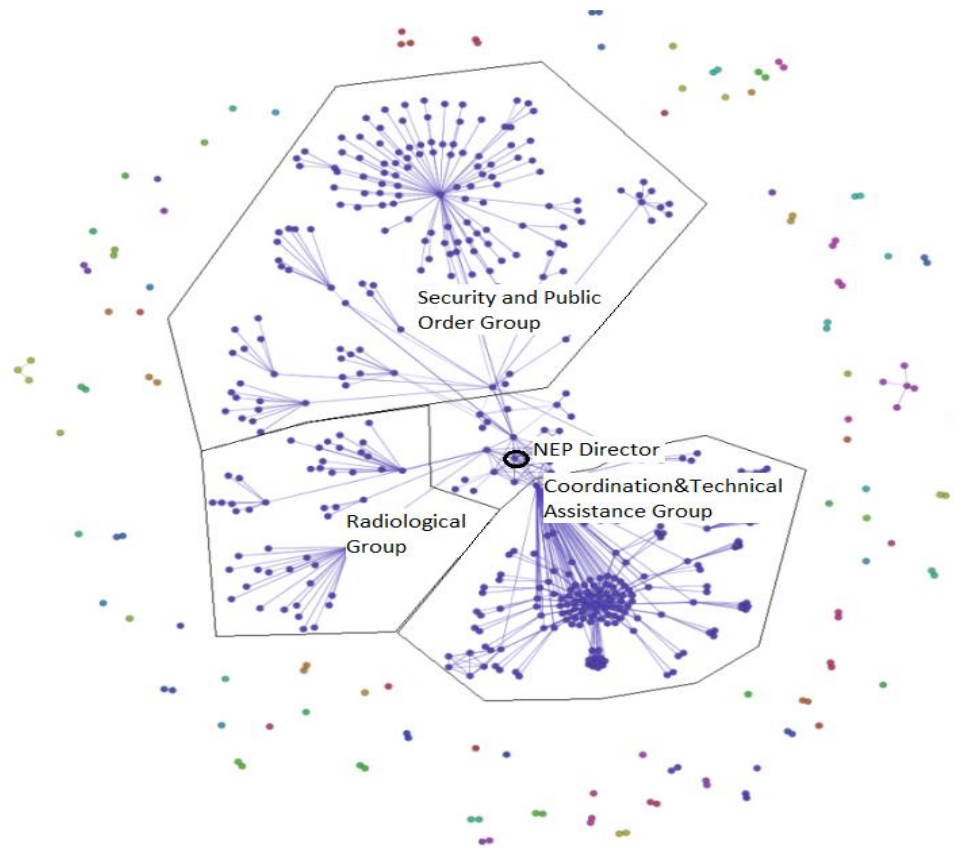 Security and Public
Order Group
NEP Director
Coordination&Technical
Assistance Group
Radiological
Group